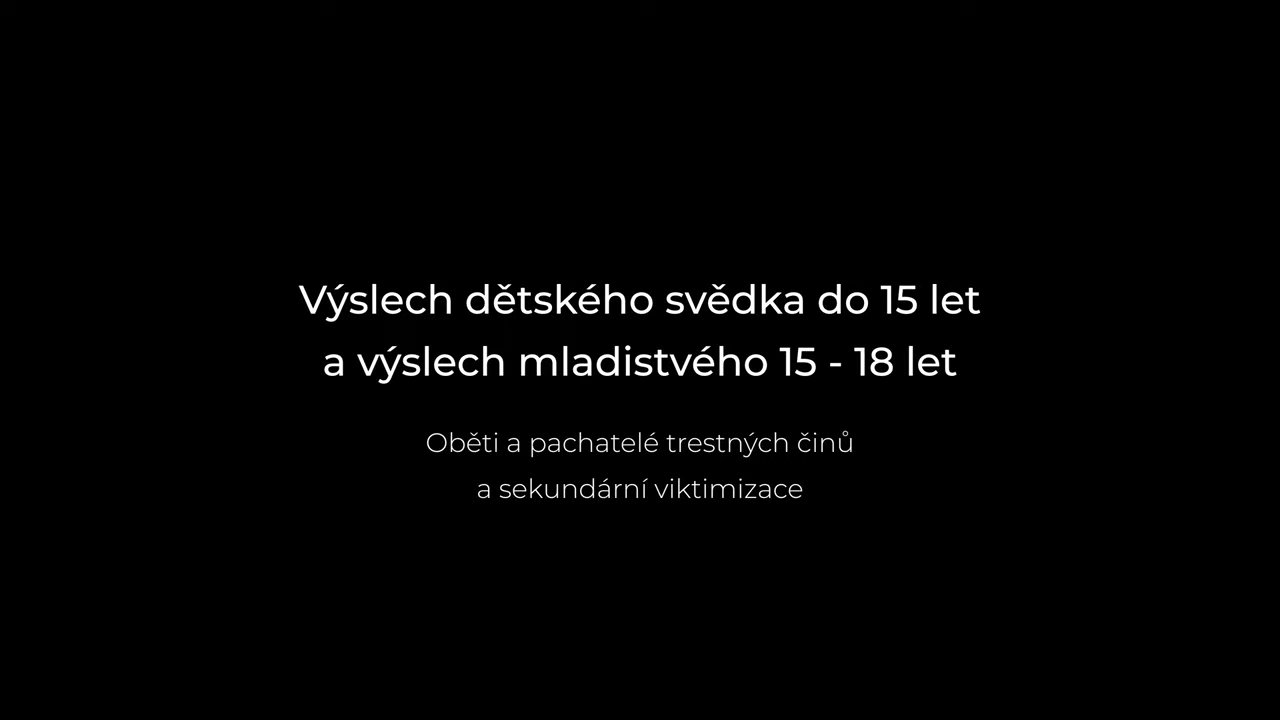 Výslech dětského svědka do 15 let
a výslech mladistvého 15 - 18 let
Oběti a pachatelé trestných činů
a sekundární viktimizace